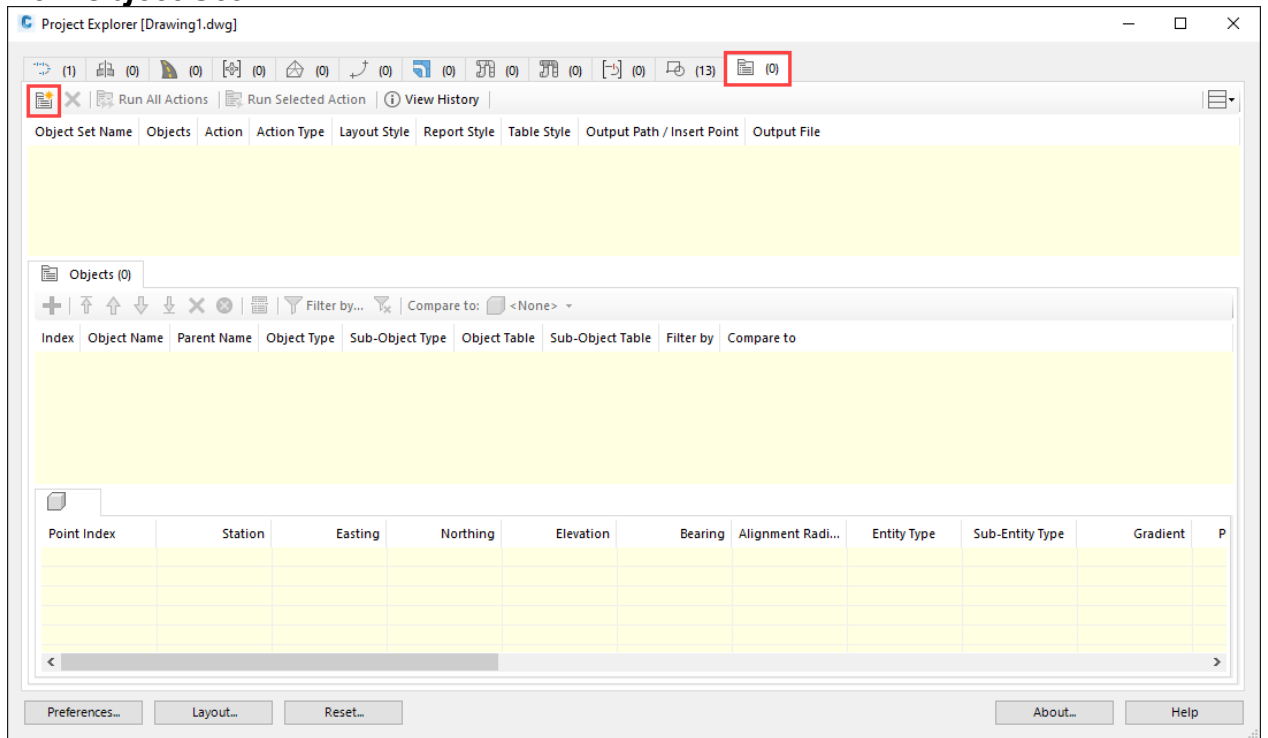 Project Explorer [Drawing1.dwg]
(1) (0) (0) (0) (0) (0) (0) (0) (0) (0) (13) (0)
Run All Actions Run Selected Action View History
Object Set Name Objects Action Action Type Layout Style Report Style Table Style Output Path / Insert Point Output File
Objects (0)
Filter by... Compare to: <None>
Index Object Name Parent Name Object Type Sub-Object Type Object Table Sub-Object Table Filter by Compare to
Point Index Station Easting Northing Elevation Bearing Alignment Radi... Entity Type Sub-Entity Type Gradient P
Preferences... Layout... Reset... About... Help